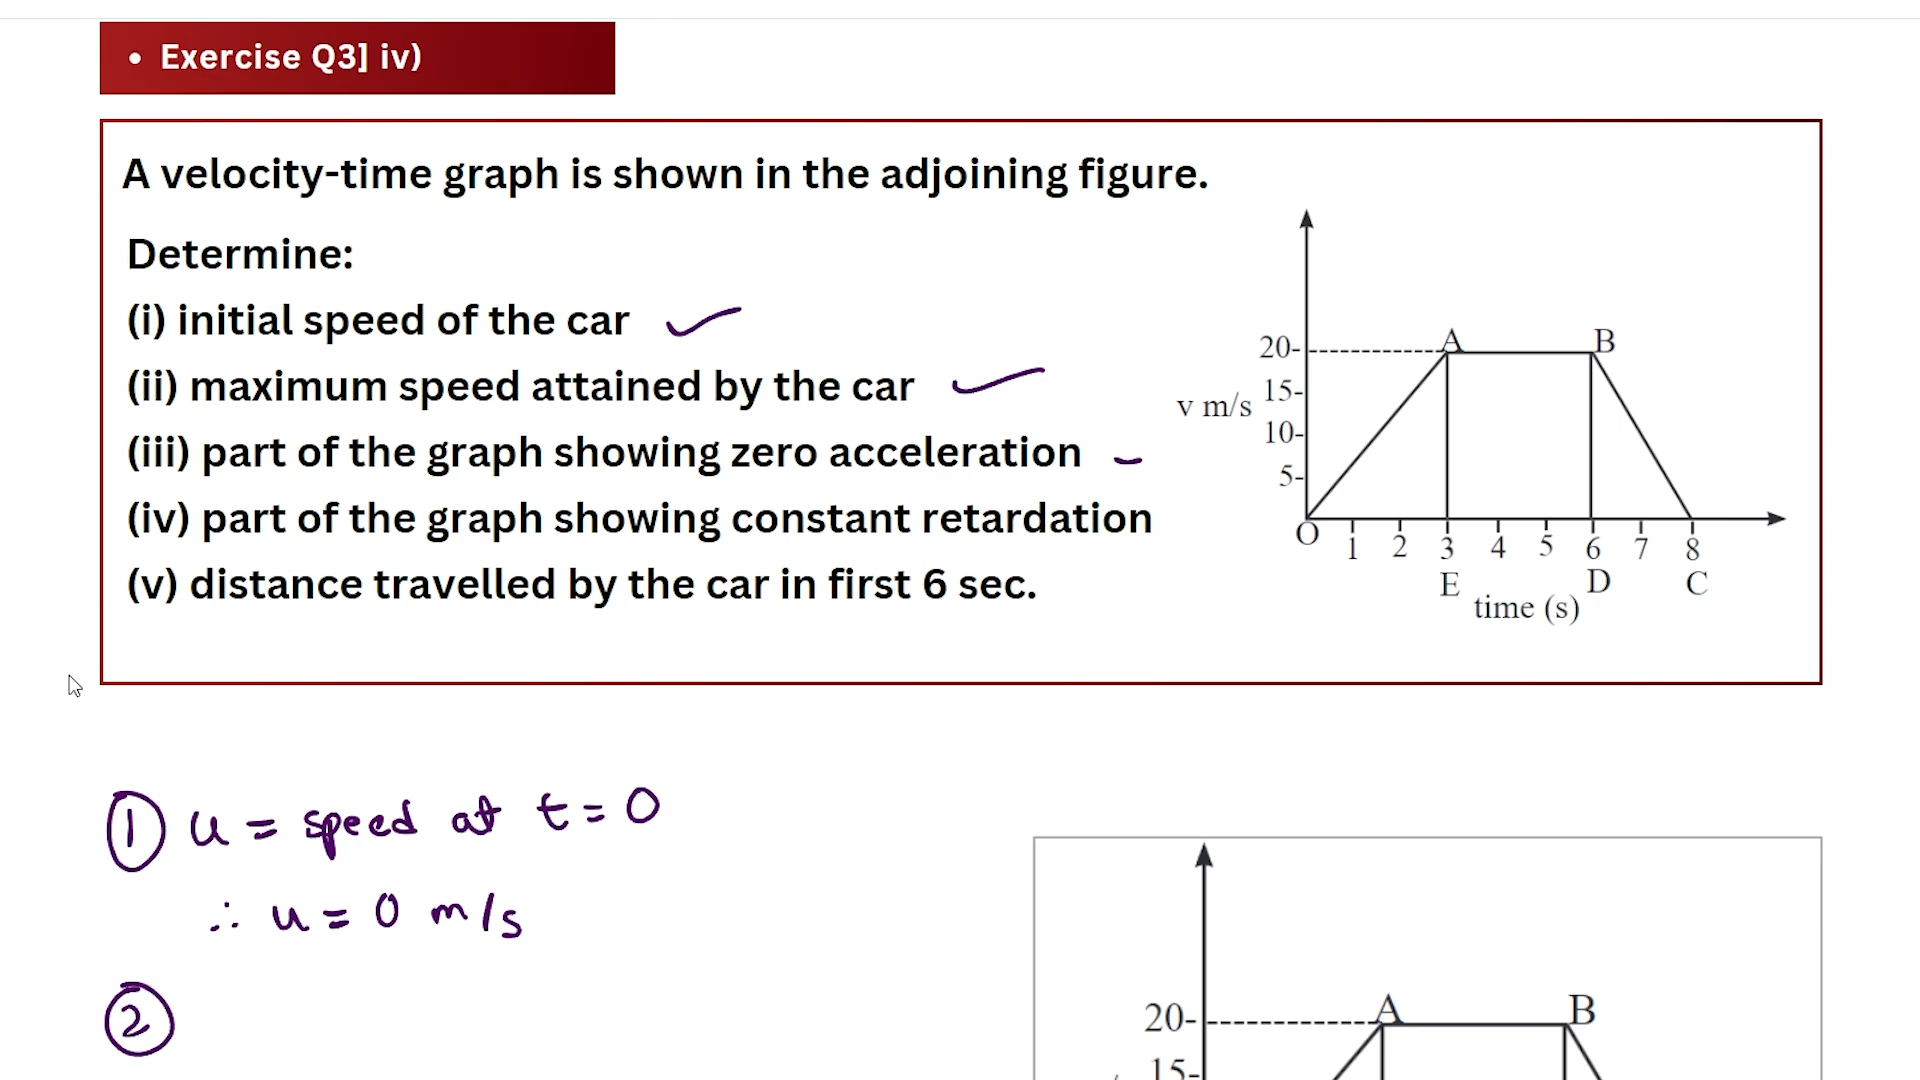 • Exercise Q3] iv)
A velocity-time graph is shown in the adjoining figure.
Determine:
(i) initial speed of the car
(ii) maximum speed attained by the car
(iii) part of the graph showing zero acceleration
(iv) part of the graph showing constant retardation
(v) distance travelled by the car in first 6 sec.
20-
A
B
15-
v m/s
10-
5-
O
1 2 3 4 5 6 7 8
E D C
time (s)
① u = speed at t = 0
∴ u = 0 m/s
②
20-
A
B
15-